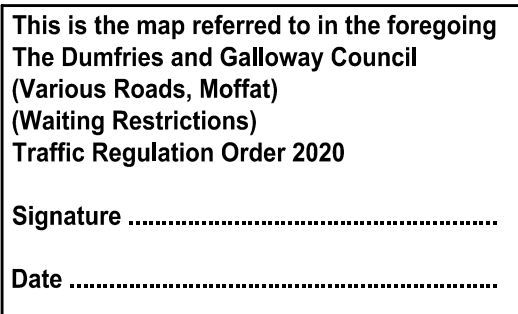 This is the map referred to in the foregoing
The Dumfries and Galloway Council
(Various Roads, Moffat)
(Waiting Restrictions)
Traffic Regulation Order 2020
Signature ......................................................
Date ...............................................................